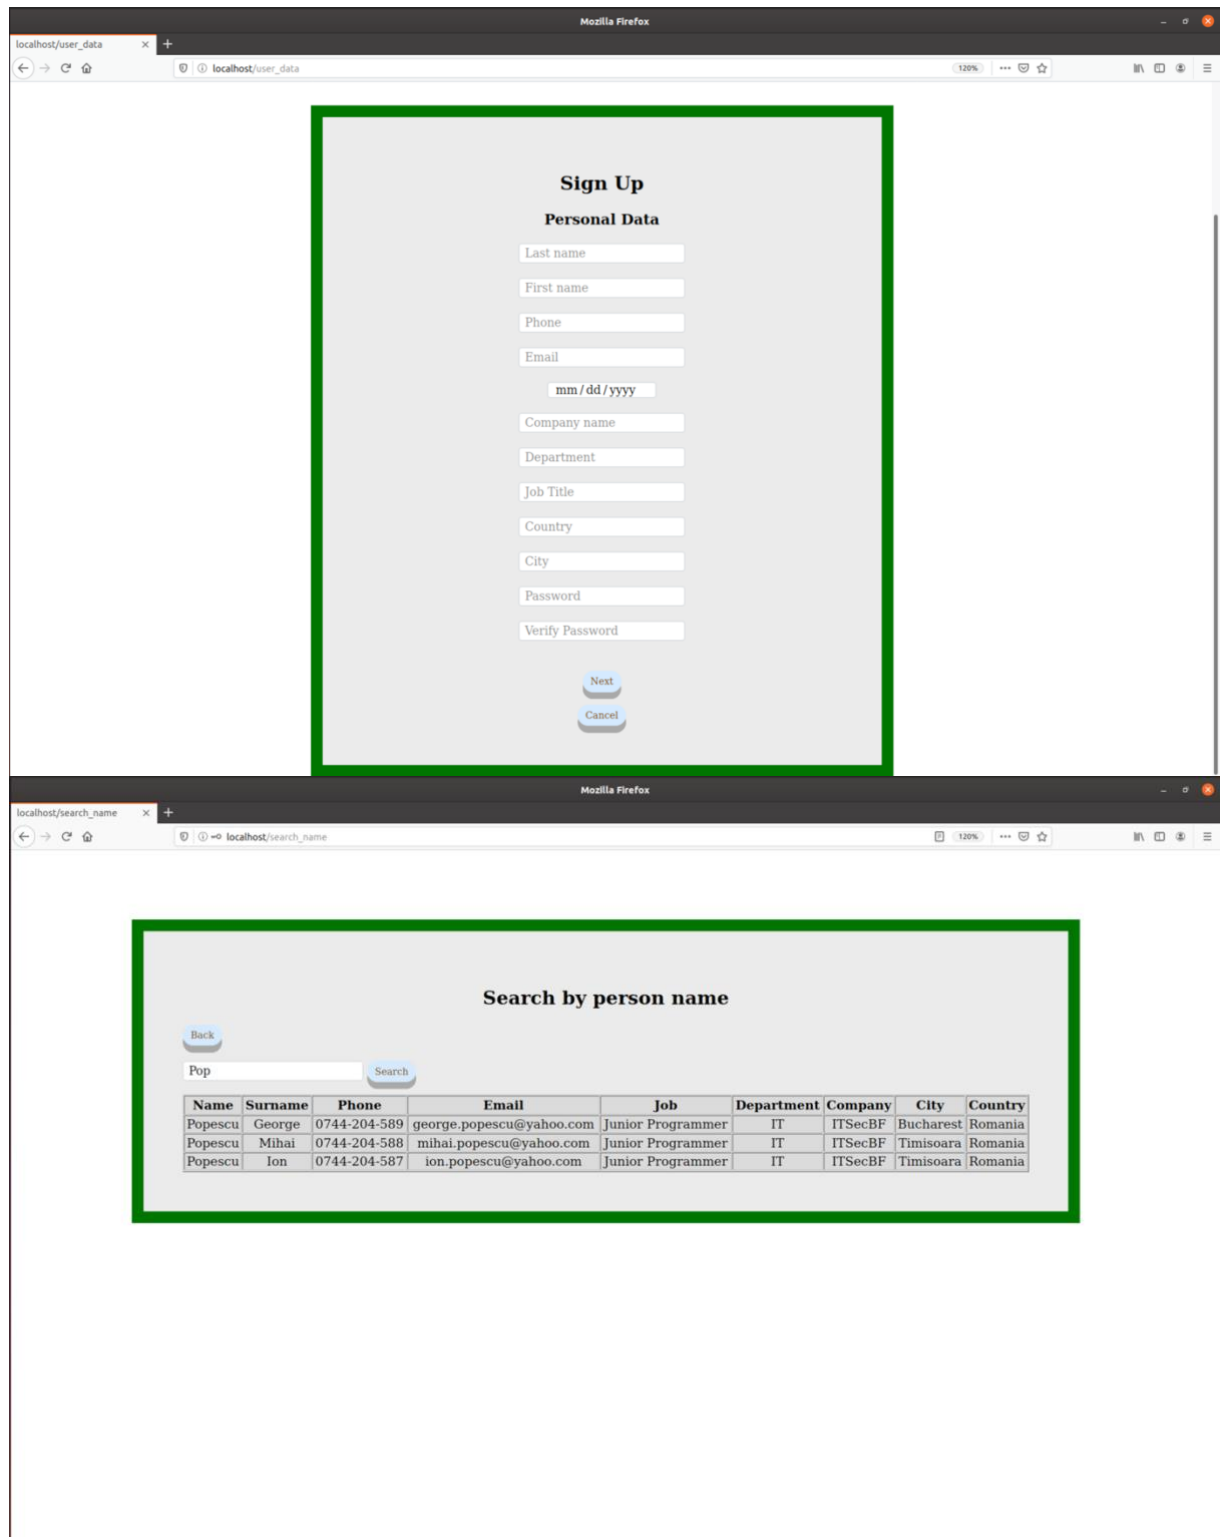 Mozilla Firefox
localhost/user_data
localhost/user_data 120%
Sign Up
Personal Data
Last name
First name
Phone
Email
mm / dd / yyyy
Company name
Department
Job Title
Country
City
Password
Verify Password
Next
Cancel
Mozilla Firefox
localhost/search_name
localhost/search_name 120%
Search by person name
Back
Pop Search
Name Surname Phone Email Job Department Company City Country
Popescu George 0744-204-589 george.popescu@yahoo.com Junior Programmer IT ITSecBF Bucharest Romania
Popescu Mihai 0744-204-588 mihai.popescu@yahoo.com Junior Programmer IT ITSecBF Timisoara Romania
Popescu Ion 0744-204-587 ion.popescu@yahoo.com Junior Programmer IT ITSecBF Timisoara Romania